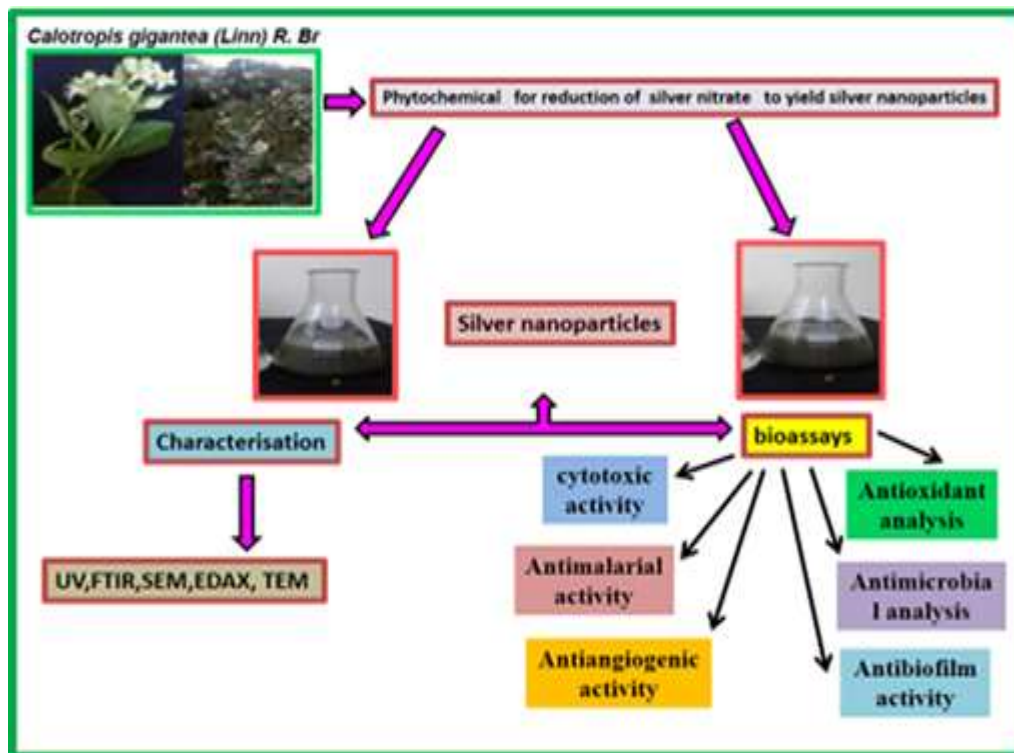 Calotropis gigantea (Linn) R. Br
Phytochemical for reduction of silver nitrate to yield silver nanoparticles
Silver nanoparticles
Characterisation
bioassays
cytotoxic
activity
Antioxidant
analysis
UV,FTIR,SEM,EDAX, TEM
Antimalarial
activity
Antimicrobia
l analysis
Antiangiogenic
activity
Antibiofilm
activity